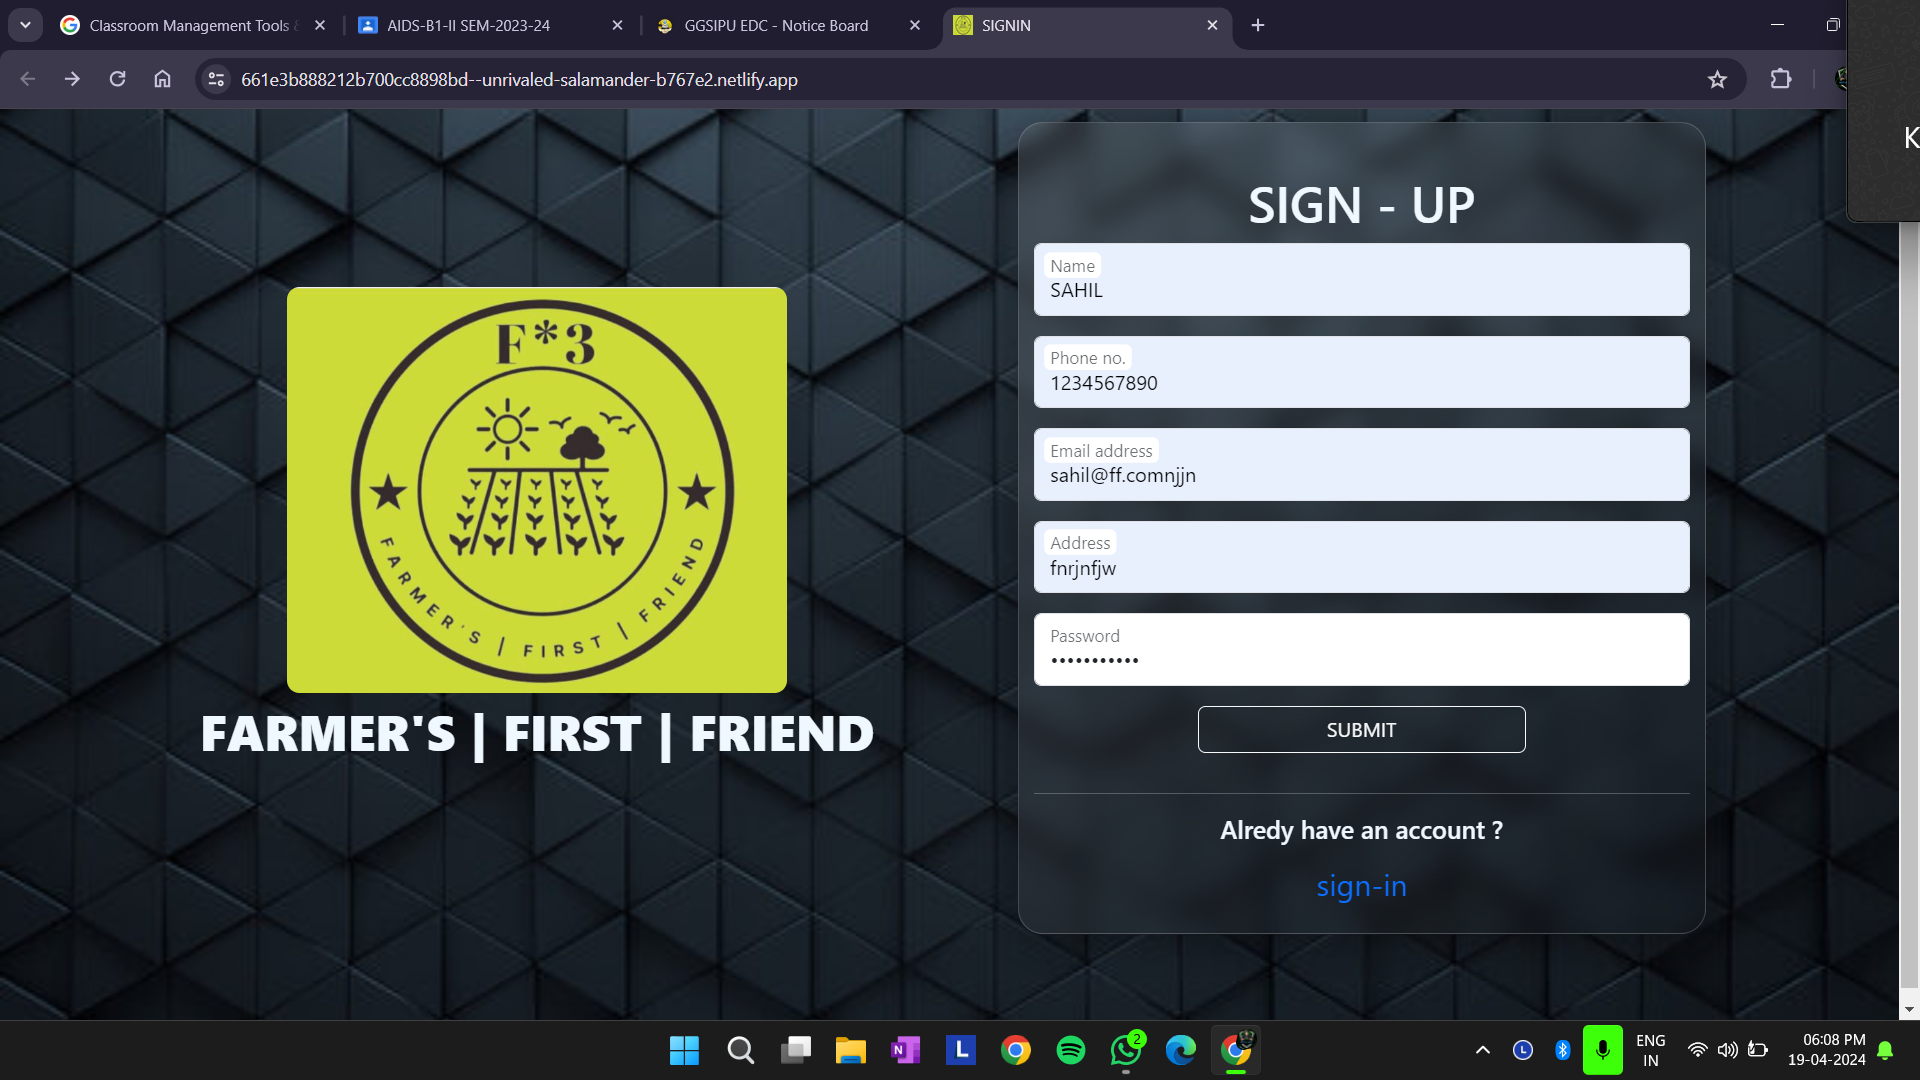 Classroom Management Tools
AIDS-B1-II SEM-2023-24
GGSIPU EDC - Notice Board
SIGNIN
661e3b888212b700cc8898bd--unrivaled-salamander-b767e2.netlify.app
K
F*3
FARMER'S | FIRST | FRIEND
FARMER'S | FIRST | FRIEND
SIGN - UP
Name
SAHIL
Phone no.
1234567890
Email address
sahil@ff.comnjjn
Address
fnrjnfjw
Password
•••••••••••
SUBMIT
Alredy have an account ?
sign-in
N
L
2
L
ENG
IN
06:08 PM
19-04-2024